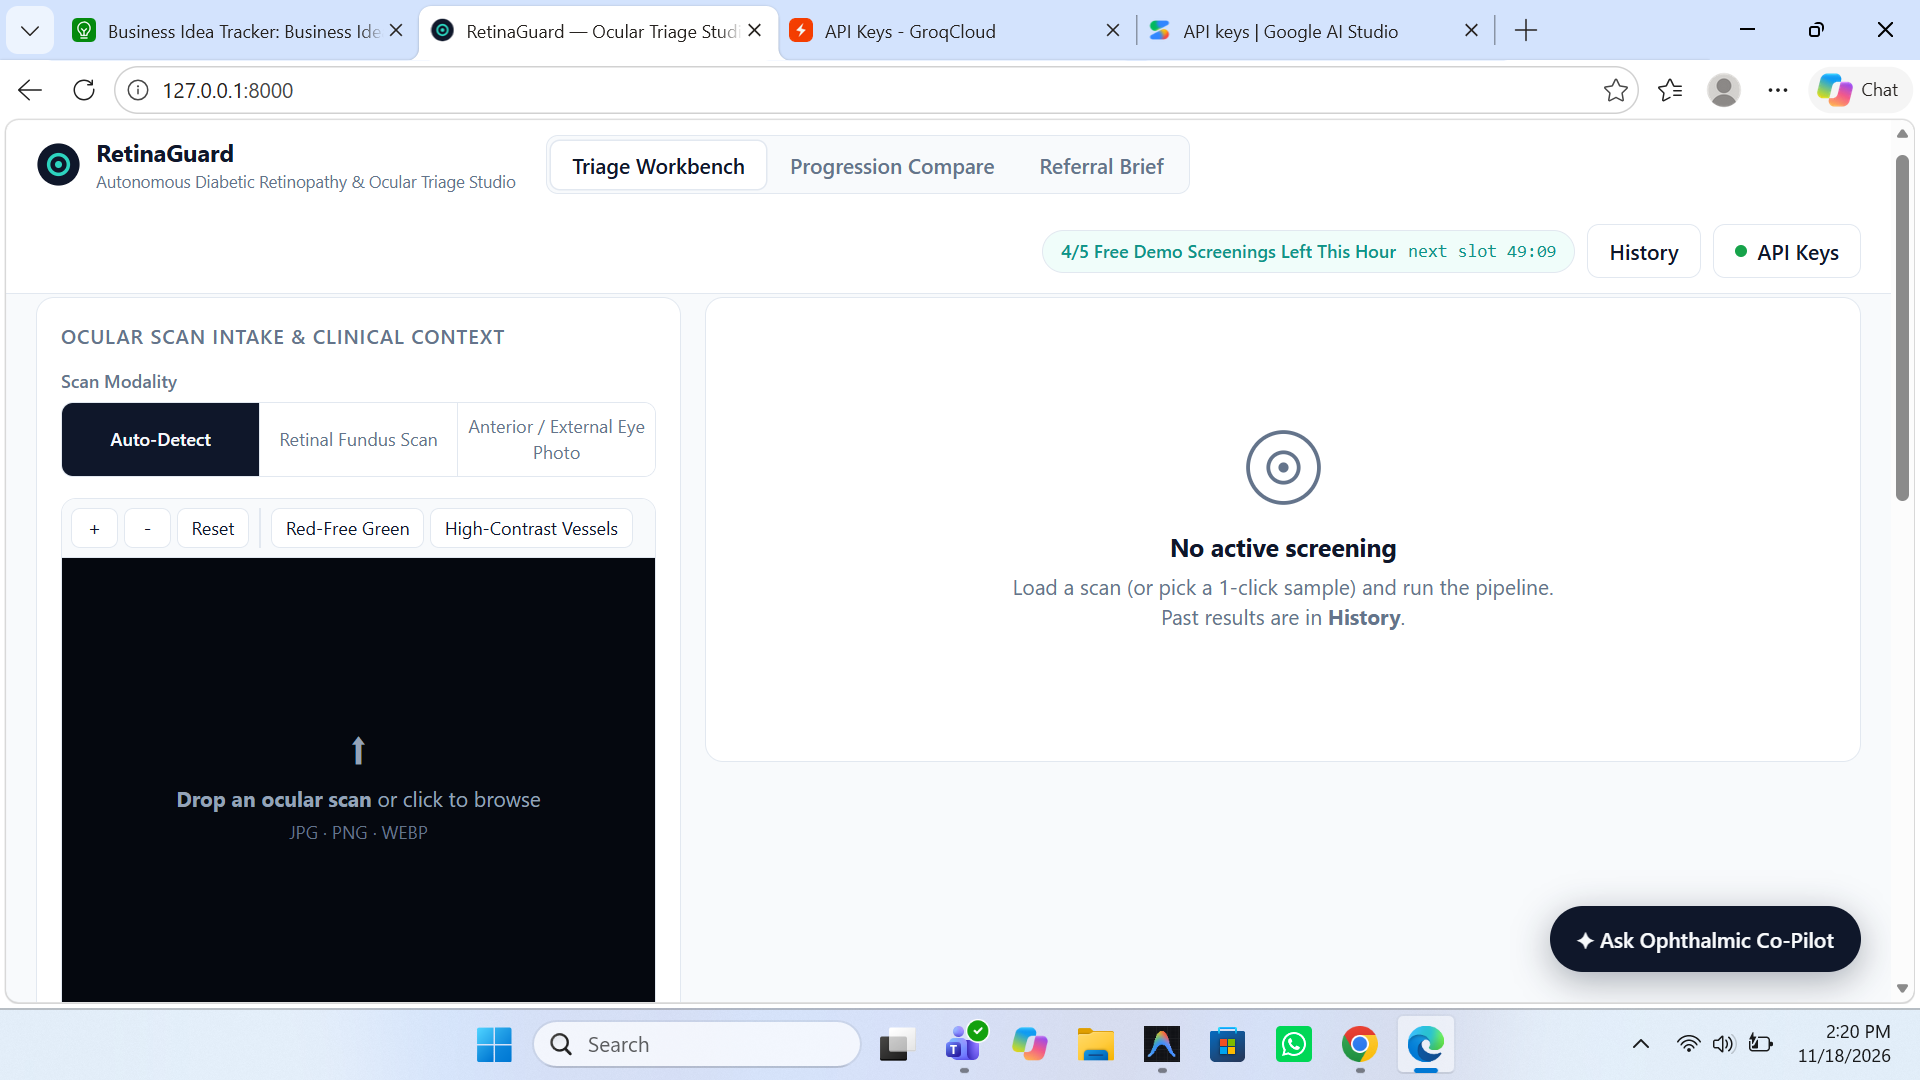 Business Idea Tracker: Business Ide
RetinaGuard — Ocular Triage Studi
API Keys - GroqCloud
API keys | Google AI Studio
127.0.0.1:8000
Chat
RetinaGuard
Autonomous Diabetic Retinopathy & Ocular Triage Studio
Triage Workbench
Progression Compare
Referral Brief
4/5 Free Demo Screenings Left This Hour next slot 49:09
History
API Keys
OCULAR SCAN INTAKE & CLINICAL CONTEXT
Scan Modality
Auto-Detect
Retinal Fundus Scan
Anterior / External Eye
Photo
+
-
Reset
Red-Free Green
High-Contrast Vessels
Drop an ocular scan or click to browse
JPG · PNG · WEBP
No active screening
Load a scan (or pick a 1-click sample) and run the pipeline.
Past results are in History.
Ask Ophthalmic Co-Pilot
Search
2:20 PM
11/18/2026